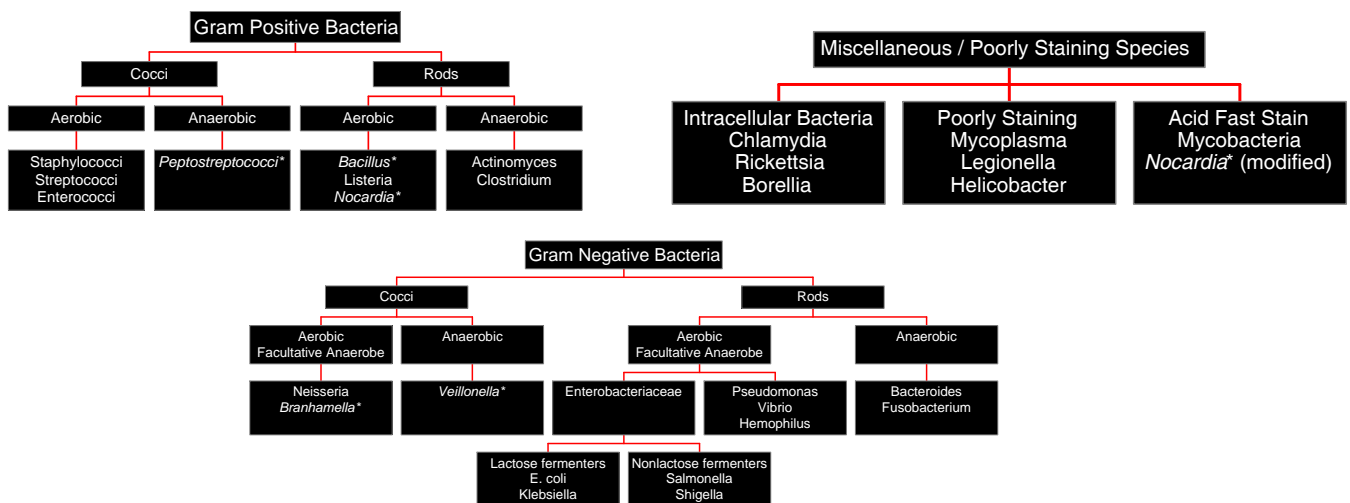 Gram Positive Bacteria
Cocci
Rods
Aerobic
Anaerobic
Aerobic
Anaerobic
Staphylococci
Streptococci
Enterococci
Peptostreptococci*
Bacillus*
Listeria
Nocardia*
Actinomyces
Clostridium
Miscellaneous / Poorly Staining Species
Intracellular Bacteria
Chlamydia
Rickettsia
Borellia
Poorly Staining
Mycoplasma
Legionella
Helicobacter
Acid Fast Stain
Mycobacteria
Nocardia* (modified)
Gram Negative Bacteria
Cocci
Rods
Aerobic
Facultative Anaerobe
Anaerobic
Aerobic
Facultative Anaerobe
Anaerobic
Neisseria
Branhamella*
Veillonella*
Enterobacteriaceae
Pseudomonas
Vibrio
Hemophilus
Bacteroides
Fusobacterium
Lactose fermenters
E. coli
Klebsiella
Nonlactose fermenters
Salmonella
Shigella